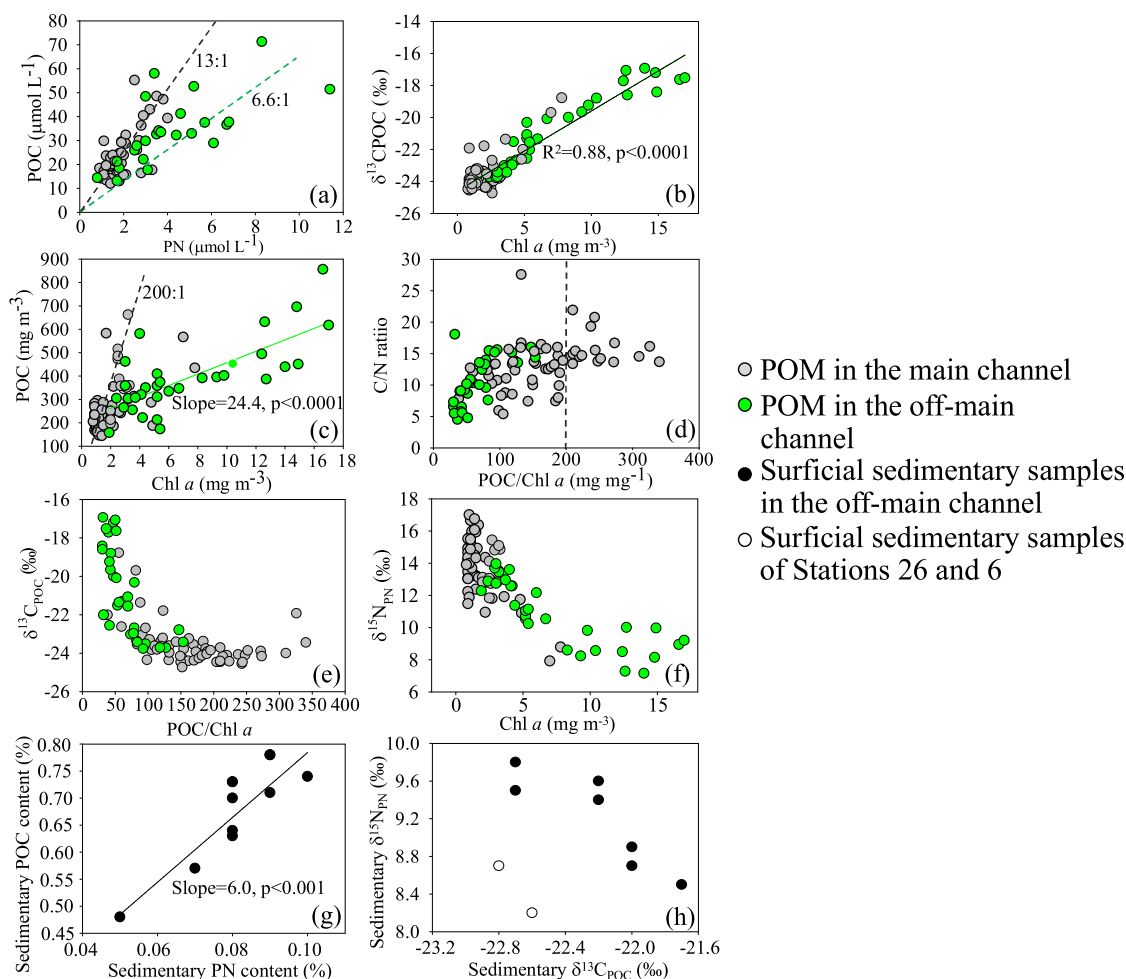 80
70
60
50
40
30
20
10
0
POC (μmol L-1)
13:1
6.6:1
(a)
0 2 4 6 8 10 12
PN (μmol L-1)
-14
-16
-18
-20
-22
-24
-26
δ13CPOC (‰)
R2=0.88, p<0.0001
(b)
0 5 10 15
Chl a (mg m-3)
900
800
700
600
500
400
300
200
100
POC (mg m-3)
200:1
Slope=24.4, p<0.0001
(c)
0 2 4 6 8 10 12 14 16 18
Chl a (mg m-3)
30
25
20
15
10
5
0
C/N ratiio
(d)
0 100 200 300 400
POC/Chl a (mg mg-1)
-16
-18
-20
-22
-24
-26
δ13CPOC (‰)
(e)
0 50 100 150 200 250 300 350 400
POC/Chl a
18
16
14
12
10
8
6
δ15NPN (‰)
(f)
0 5 10 15
Chl a (mg m-3)
0.80
0.75
0.70
0.65
0.60
0.55
0.50
0.45
Sedimentary POC content (%)
Slope=6.0, p<0.001
(g)
0.04 0.06 0.08 0.10
Sedimentary PN content (%)
10.0
9.6
9.2
8.8
8.4
8.0
Sedimentary δ15NPN (‰)
(h)
-23.2 -22.8 -22.4 -22.0 -21.6
Sedimentary δ13CPOC (‰)
POM in the main channel
POM in the off-main
channel
Surficial sedimentary samples
in the off-main channel
Surficial sedimentary samples
of Stations 26 and 6